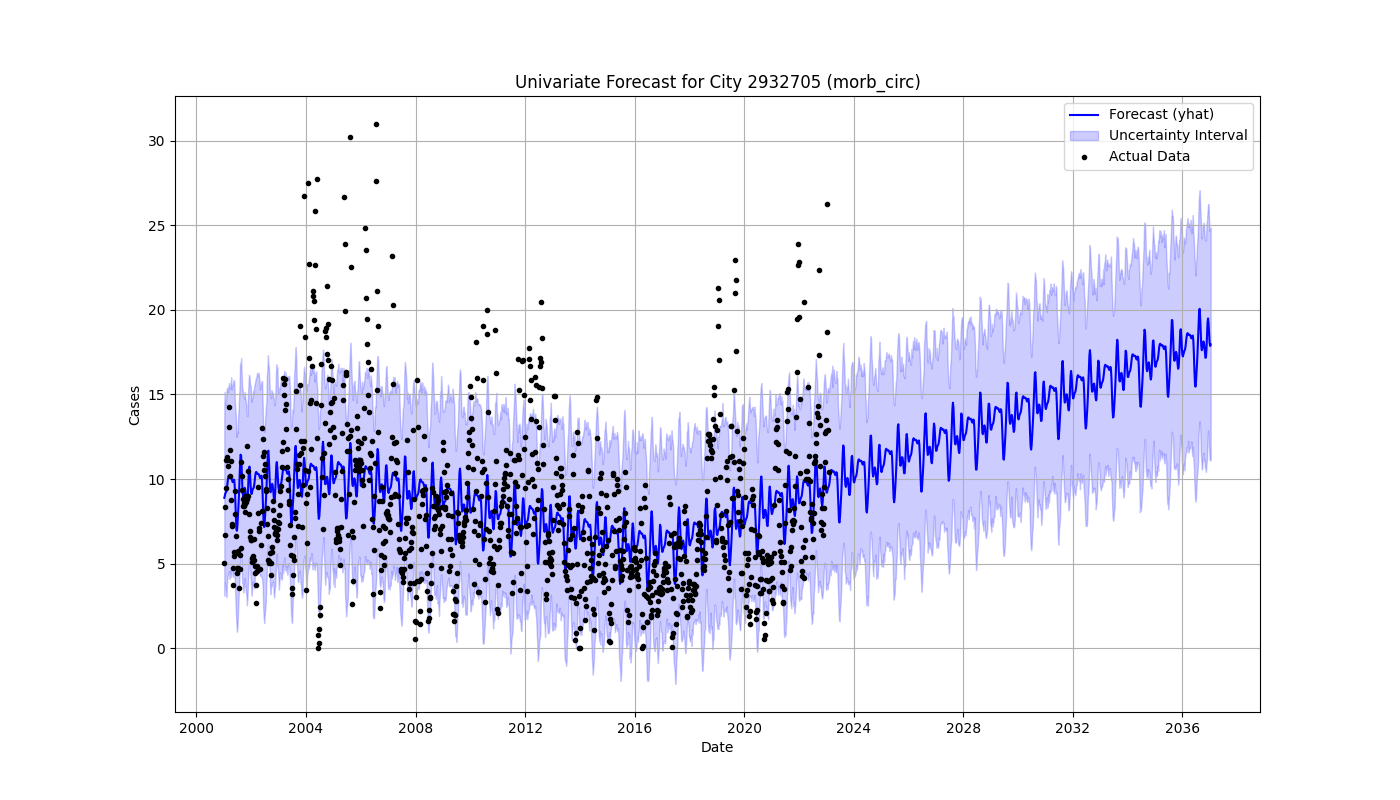 Univariate Forecast for City 2932705 (morb_circ)
Forecast (yhat)
Uncertainty Interval
Actual Data
Cases
30
25
20
15
10
5
0
2000 2004 2008 2012 2016 2020 2024 2028 2032 2036
Date